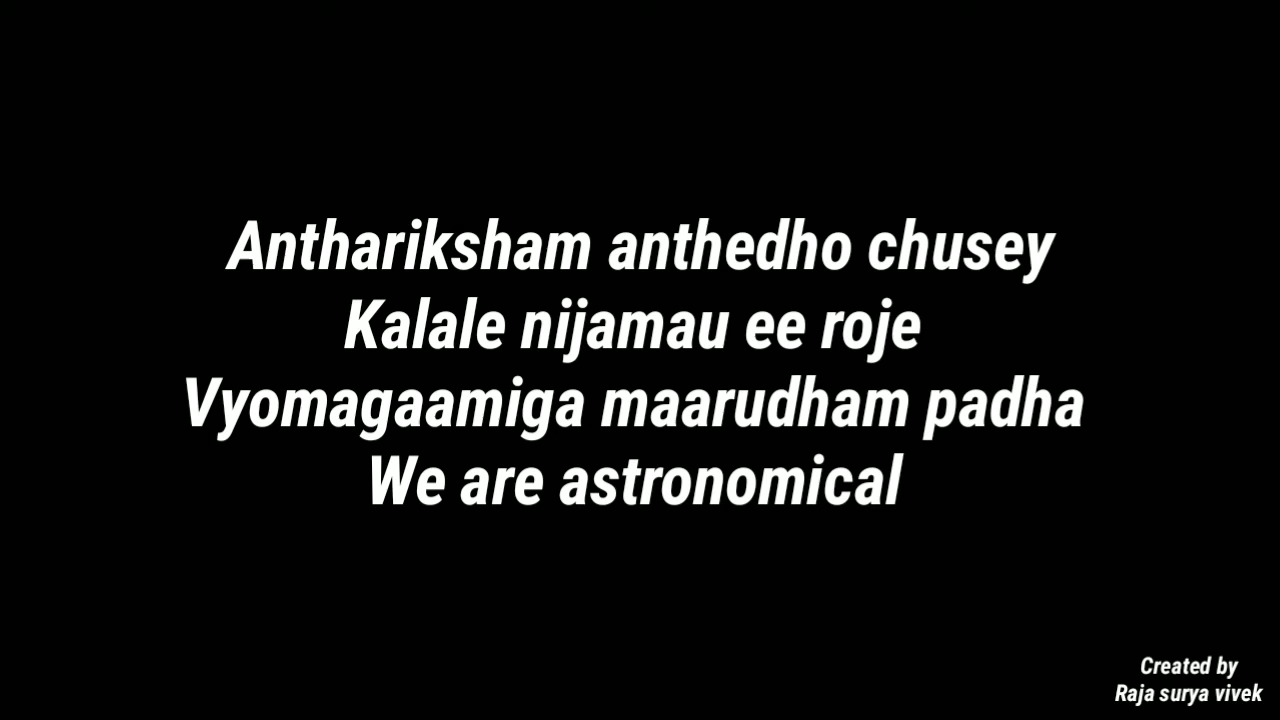 Anthariksham anthedho chusey
Kalale nijamau ee roje
Vyomagaamiga maarudham padha
We are astronomical
Created by
Raja surya vivek